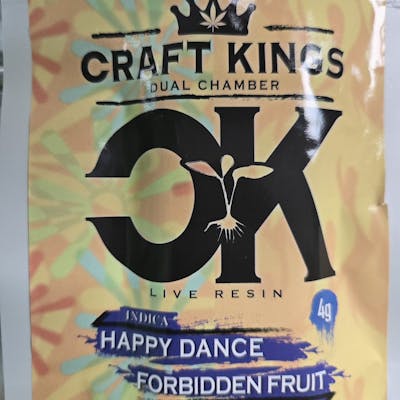 CRAFT KINGS
DUAL CHAMBER
CK
LIVE RESIN
INDICA
4g
HAPPY DANCE
FORBIDDEN FRUIT